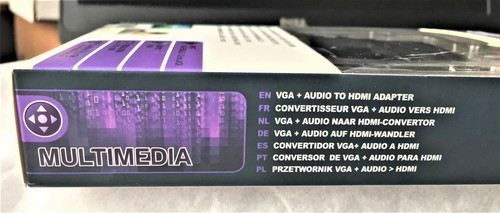 EN VGA + AUDIO TO HDMI ADAPTER
FR CONVERTISSEUR VGA + AUDIO VERS HDMI
NL VGA + AUDIO NAAR HDMI-CONVERTOR
DE VGA + AUDIO AUF HDMI-WANDLER
ES CONVERTIDOR VGA+ AUDIO A HDMI
PT CONVERSOR DE VGA + AUDIO PARA HDMI
PL PRZETWORNIK VGA + AUDIO > HDMI
MULTIMEDIA